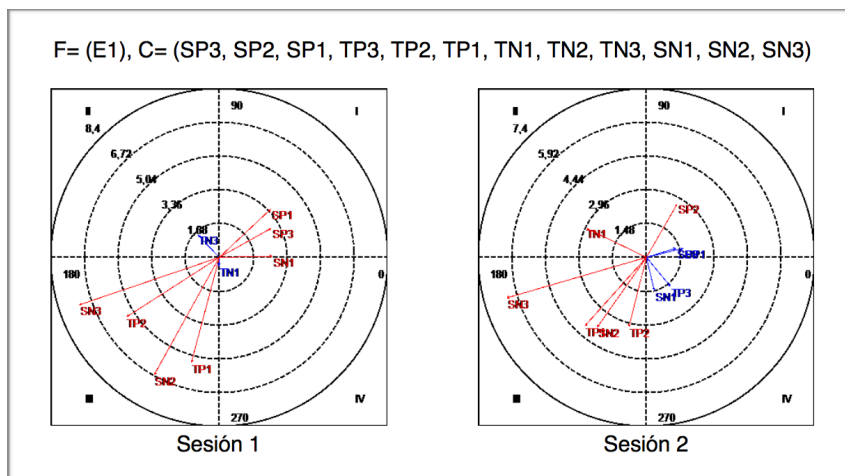 F= (E1), C= (SP3, SP2, SP1, TP3, TP2, TP1, TN1, TN2, TN3, SN1, SN2, SN3)
II
90
I
8,4
6,72
5,04
3,36
1,68
TN3
SP1
SP3
SN1
TN1
180
0
SN3
TP2
TP1
SN2
III
270
IV
Sesión 1
II
90
I
7,4
5,92
4,44
2,96
1,48
SP2
TN1
180
0
SN3
SN1
TP3
SN2
TP2
III
270
IV
Sesión 2